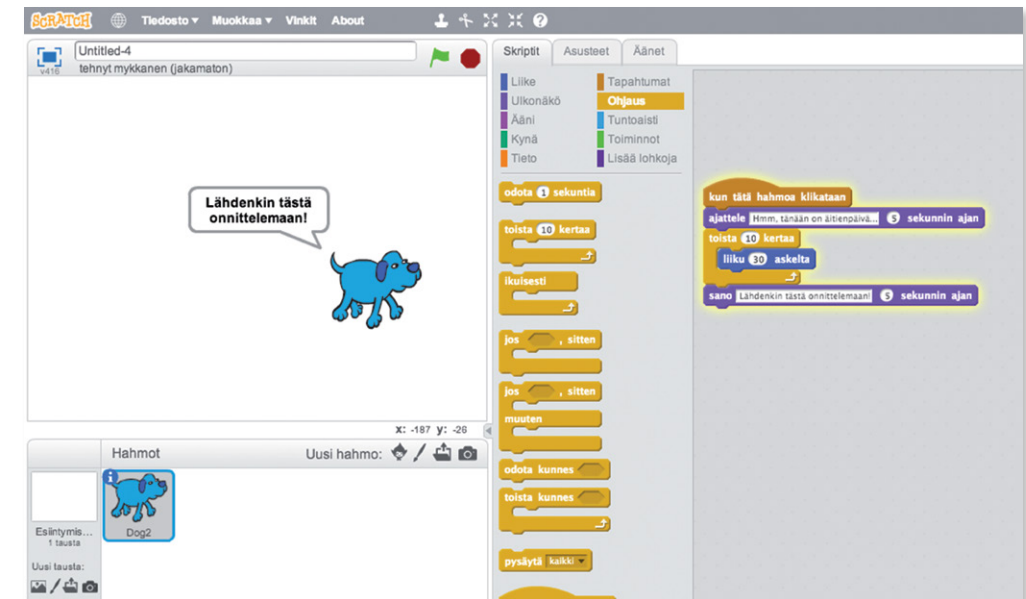 SCRATCH Tiedosto Muokkaa Vinkit About
Untitled-4
v416
tehnyt mykkanen (jakamaton)
Lähdenkin tästä
onnittelemaan!
x: -187 y: -26
Hahmot
Uusi hahmo:
Esiintymis...
1 tausta
Uusi tausta:
Dog2
Skriptit Asusteet Äänet
Liike
Ulkonäkö
Ääni
Kynä
Tieto
Tapahtumat
Ohjaus
Tuntoaisti
Toiminnot
Lisää lohkoja
odota 1 sekuntia
toista 10 kertaa
ikuisesti
jos , sitten
jos , sitten
muuten
odota kunnes
toista kunnes
pysäytä kaikki
kun tätä hahmoa klikataan
ajattele Hmm, tänään on äitienpäivä... 5 sekunnin ajan
toista 10 kertaa
liiku 30 askelta
sano Lähdenkin tästä onnittelemaan! 5 sekunnin ajan